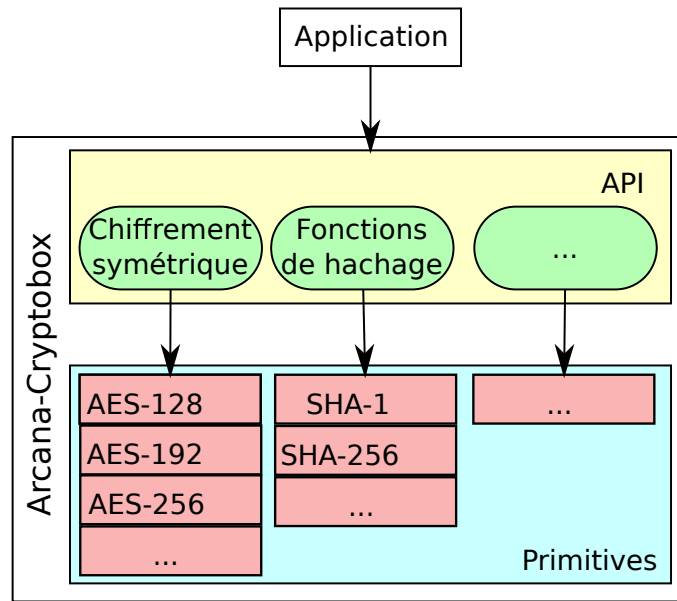 Application
Arcana-Cryptobox
API
Chiffrement
symétrique
Fonctions
de hachage
...
AES-128
AES-192
AES-256
...
SHA-1
SHA-256
...
...
Primitives